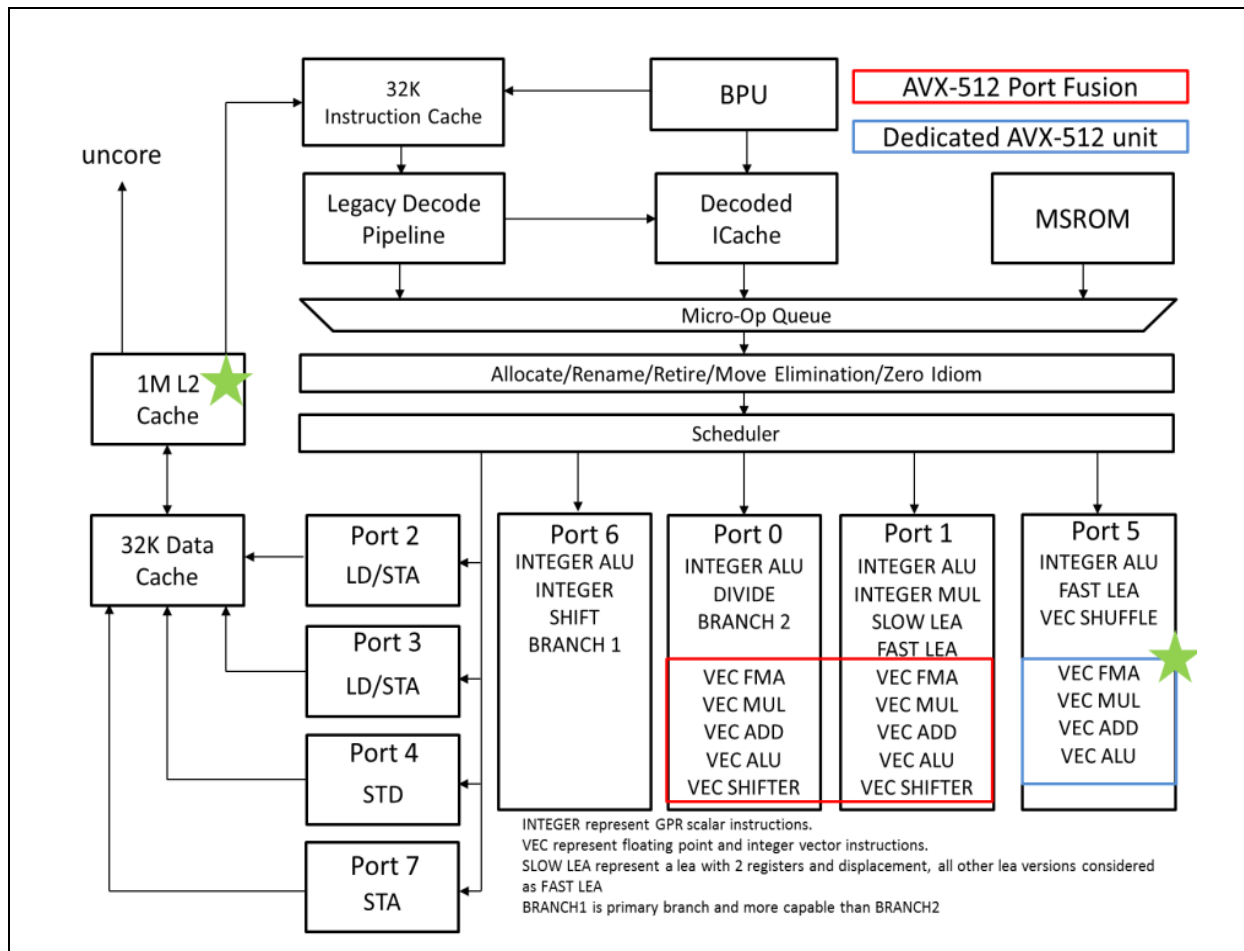 32K
Instruction Cache
BPU
AVX-512 Port Fusion
Dedicated AVX-512 unit
uncore
Legacy Decode
Pipeline
Decoded
ICache
MSROM
Micro-Op Queue
1M L2
Cache
Allocate/Rename/Retire/Move Elimination/Zero Idiom
Scheduler
32K Data
Cache
Port 2
LD/STA
Port 3
LD/STA
Port 4
STD
Port 7
STA
Port 6
INTEGER ALU
INTEGER
SHIFT
BRANCH 1
Port 0
INTEGER ALU
DIVIDE
BRANCH 2
VEC FMA
VEC MUL
VEC ADD
VEC ALU
VEC SHIFTER
Port 1
INTEGER ALU
INTEGER MUL
SLOW LEA
FAST LEA
VEC FMA
VEC MUL
VEC ADD
VEC ALU
VEC SHIFTER
Port 5
INTEGER ALU
FAST LEA
VEC SHUFFLE
VEC FMA
VEC MUL
VEC ADD
VEC ALU
INTEGER represent GPR scalar instructions.
VEC represent floating point and integer vector instructions.
SLOW LEA represent a lea with 2 registers and displacement, all other lea versions considered
as FAST LEA
BRANCH1 is primary branch and more capable than BRANCH2